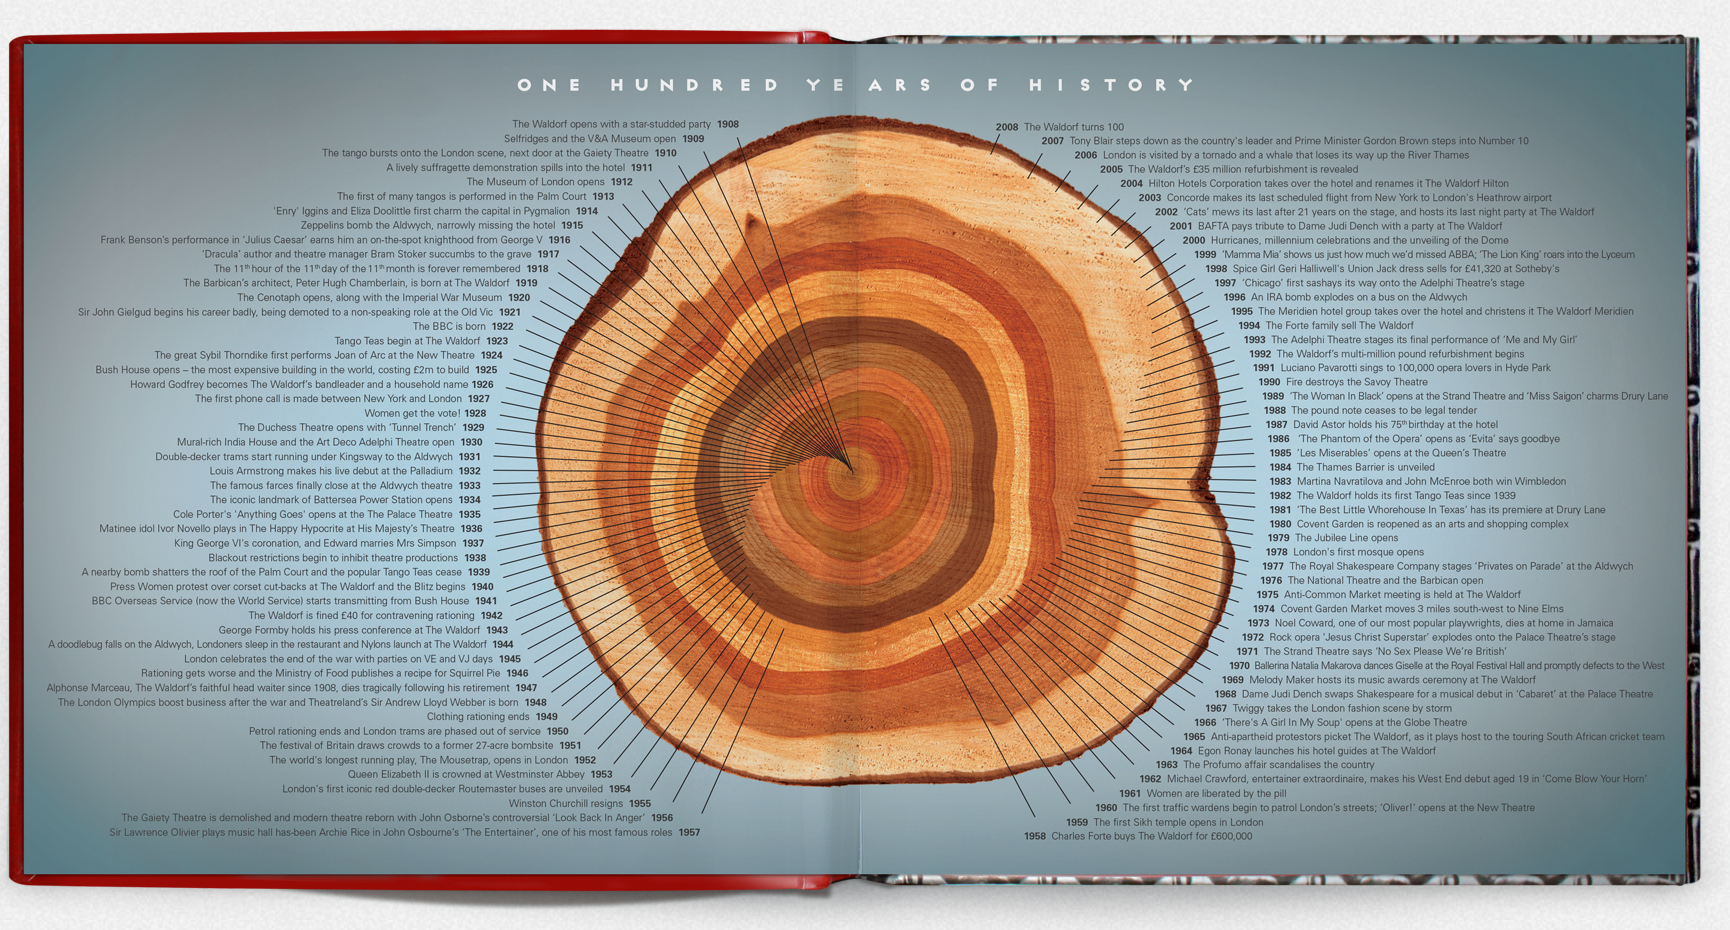 ONE HUNDRED YEARS OF HISTORY
The Waldorf opens with a star-studded party 1908
Selfridges and the V&A Museum open 1909
The tango bursts onto the London scene, next door at the Gaiety Theatre 1910
A lively suffragette demonstration spills into the hotel 1911
The Museum of London opens 1912
The first of many tangos is performed in the Palm Court 1913
'Enry' Iggins and Eliza Doolittle first charm the capital in Pygmalion 1914
Zeppelins bomb the Aldwych, narrowly missing the hotel 1915
Frank Benson's performance in 'Julius Caesar' earns him an on-the-spot knighthood from George V 1916
'Dracula' author and theatre manager Bram Stoker succumbs to the grave 1917
The 11th hour of the 11th day of the 11th month is forever remembered 1918
The Barbican's architect, Peter Hugh Chamberlain, is born at The Waldorf 1919
The Cenotaph opens, along with the Imperial War Museum 1920
Sir John Gielgud begins his career badly, being demoted to a non-speaking role at the Old Vic 1921
The BBC is born 1922
Tango Teas begin at The Waldorf 1923
The great Sybil Thorndike first performs Joan of Arc at the New Theatre 1924
Bush House opens – the most expensive building in the world, costing £2m to build 1925
Howard Godfrey becomes The Waldorf's bandleader and a household name 1926
The first phone call is made between New York and London 1927
Women get the vote! 1928
The Duchess Theatre opens with 'Tunnel Trench' 1929
Mural-rich India House and the Art Deco Adelphi Theatre open 1930
Double-decker trams start running under Kingsway to the Aldwych 1931
Louis Armstrong makes his live debut at the Palladium 1932
The famous farces finally close at the Aldwych theatre 1933
The iconic landmark of Battersea Power Station opens 1934
Cole Porter's 'Anything Goes' opens at the The Palace Theatre 1935
Matinee idol Ivor Novello plays in The Happy Hypocrite at His Majesty's Theatre 1936
King George VI's coronation, and Edward marries Mrs Simpson 1937
Blackout restrictions begin to inhibit theatre productions 1938
A nearby bomb shatters the roof of the Palm Court and the popular Tango Teas cease 1939
Press Women protest over corset cut-backs at The Waldorf and the Blitz begins 1940
BBC Overseas Service (now the World Service) starts transmitting from Bush House 1941
The Waldorf is fined £40 for contravening rationing 1942
George Formby holds his press conference at The Waldorf 1943
A doodlebug falls on the Aldwych, Londoners sleep in the restaurant and Nylons launch at The Waldorf 1944
London celebrates the end of the war with parties on VE and VJ days 1945
Rationing gets worse and the Ministry of Food publishes a recipe for Squirrel Pie 1946
Alphonse Marceau, The Waldorf's faithful head waiter since 1908, dies tragically following his retirement 1947
The London Olympics boost business after the war and Theatreland's Sir Andrew Lloyd Webber is born 1948
Clothing rationing ends 1949
Petrol rationing ends and London trams are phased out of service 1950
The festival of Britain draws crowds to a former 27-acre bombsite 1951
The world's longest running play, The Mousetrap, opens in London 1952
Queen Elizabeth II is crowned at Westminster Abbey 1953
London's first iconic red double-decker Routemaster buses are unveiled 1954
Winston Churchill resigns 1955
The Gaiety Theatre is demolished and modern theatre reborn with John Osborne's controversial 'Look Back In Anger' 1956
Sir Lawrence Olivier plays music hall has-been Archie Rice in John Osbourne's 'The Entertainer', one of his most famous roles 1957
2008 The Waldorf turns 100
2007 Tony Blair steps down as the country's leader and Prime Minister Gordon Brown steps into Number 10
2006 London is visited by a tornado and a whale that loses its way up the River Thames
2005 The Waldorf's £35 million refurbishment is revealed
2004 Hilton Hotels Corporation takes over the hotel and renames it The Waldorf Hilton
2003 Concorde makes its last scheduled flight from New York to London's Heathrow airport
2002 'Cats' mews its last after 21 years on the stage, and hosts its last night party at The Waldorf
2001 BAFTA pays tribute to Dame Judi Dench with a party at The Waldorf
2000 Hurricanes, millennium celebrations and the unveiling of the Dome
1999 'Mamma Mia' shows us just how much we'd missed ABBA; 'The Lion King' roars into the Lyceum
1998 Spice Girl Geri Halliwell's Union Jack dress sells for £41,320 at Sotheby's
1997 'Chicago' first sashays its way onto the Adelphi Theatre's stage
1996 An IRA bomb explodes on a bus on the Aldwych
1995 The Meridien hotel group takes over the hotel and christens it The Waldorf Meridien
1994 The Forte family sell The Waldorf
1993 The Adelphi Theatre stages its final performance of 'Me and My Girl'
1992 The Waldorf's multi-million pound refurbishment begins
1991 Luciano Pavarotti sings to 100,000 opera lovers in Hyde Park
1990 Fire destroys the Savoy Theatre
1989 'The Woman In Black' opens at the Strand Theatre and 'Miss Saigon' charms Drury Lane
1988 The pound note ceases to be legal tender
1987 David Astor holds his 75th birthday at the hotel
1986 'The Phantom of the Opera' opens as 'Evita' says goodbye
1985 'Les Miserables' opens at the Queen's Theatre
1984 The Thames Barrier is unveiled
1983 Martina Navratilova and John McEnroe both win Wimbledon
1982 The Waldorf holds its first Tango Teas since 1939
1981 'The Best Little Whorehouse In Texas' has its premiere at Drury Lane
1980 Covent Garden is reopened as an arts and shopping complex
1979 The Jubilee Line opens
1978 London's first mosque opens
1977 The Royal Shakespeare Company stages 'Privates on Parade' at the Aldwych
1976 The National Theatre and the Barbican open
1975 Anti-Common Market meeting is held at The Waldorf
1974 Covent Garden Market moves 3 miles south-west to Nine Elms
1973 Noel Coward, one of our most popular playwrights, dies at home in Jamaica
1972 Rock opera 'Jesus Christ Superstar' explodes onto the Palace Theatre's stage
1971 The Strand Theatre says 'No Sex Please We're British'
1970 Ballerina Natalia Makarova dances Giselle at the Royal Festival Hall and promptly defects to the West
1969 Melody Maker hosts its music awards ceremony at The Waldorf
1968 Dame Judi Dench swaps Shakespeare for a musical debut in 'Cabaret' at the Palace Theatre
1967 Twiggy takes the London fashion scene by storm
1966 'There's A Girl In My Soup' opens at the Globe Theatre
1965 Anti-apartheid protestors picket The Waldorf, as it plays host to the touring South African cricket team
1964 Egon Ronay launches his hotel guides at The Waldorf
1963 The Profumo affair scandalises the country
1962 Michael Crawford, entertainer extraordinaire, makes his West End debut aged 19 in 'Come Blow Your Horn'
1961 Women are liberated by the pill
1960 The first traffic wardens begin to patrol London's streets; 'Oliver!' opens at the New Theatre
1959 The first Sikh temple opens in London
1958 Charles Forte buys The Waldorf for £600,000